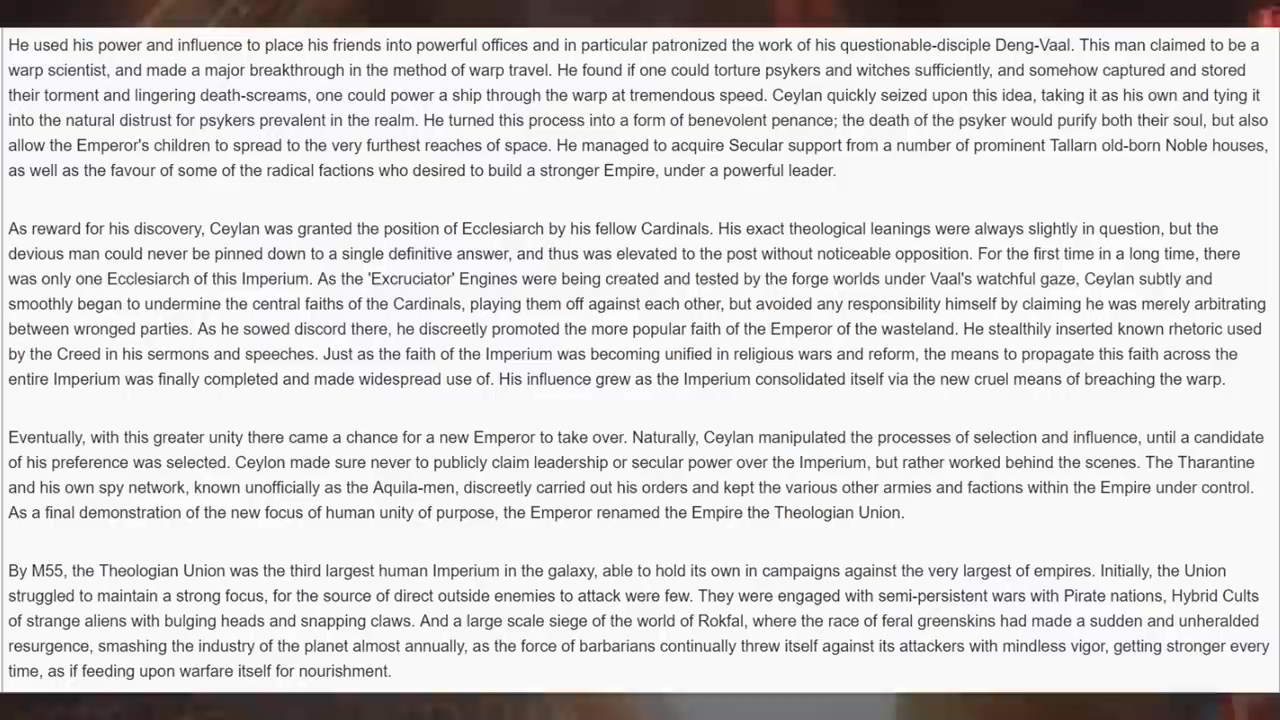 He used his power and influence to place his friends into powerful offices and in particular patronized the work of his questionable-disciple Deng-Vaal. This man claimed to be a
warp scientist, and made a major breakthrough in the method of warp travel. He found if one could torture psykers and witches sufficiently, and somehow captured and stored
their torment and lingering death-screams, one could power a ship through the warp at tremendous speed. Ceylan quickly seized upon this idea, taking it as his own and tying it
into the natural distrust for psykers prevalent in the realm. He turned this process into a form of benevolent penance; the death of the psyker would purify both their soul, but also
allow the Emperor's children to spread to the very furthest reaches of space. He managed to acquire Secular support from a number of prominent Tallarn old-born Noble houses,
as well as the favour of some of the radical factions who desired to build a stronger Empire, under a powerful leader.
As reward for his discovery, Ceylan was granted the position of Ecclesiarch by his fellow Cardinals. His exact theological leanings were always slightly in question, but the
devious man could never be pinned down to a single definitive answer, and thus was elevated to the post without noticeable opposition. For the first time in a long time, there
was only one Ecclesiarch of this Imperium. As the 'Excruciator' Engines were being created and tested by the forge worlds under Vaal's watchful gaze, Ceylan subtly and
smoothly began to undermine the central faiths of the Cardinals, playing them off against each other, but avoided any responsibility himself by claiming he was merely arbitrating
between wronged parties. As he sowed discord there, he discreetly promoted the more popular faith of the Emperor of the wasteland. He stealthily inserted known rhetoric used
by the Creed in his sermons and speeches. Just as the faith of the Imperium was becoming unified in religious wars and reform, the means to propagate this faith across the
entire Imperium was finally completed and made widespread use of. His influence grew as the Imperium consolidated itself via the new cruel means of breaching the warp.
Eventually, with this greater unity there came a chance for a new Emperor to take over. Naturally, Ceylan manipulated the processes of selection and influence, until a candidate
of his preference was selected. Ceylon made sure never to publicly claim leadership or secular power over the Imperium, but rather worked behind the scenes. The Tharantine
and his own spy network, known unofficially as the Aquila-men, discreetly carried out his orders and kept the various other armies and factions within the Empire under control.
As a final demonstration of the new focus of human unity of purpose, the Emperor renamed the Empire the Theologian Union.
By M55, the Theologian Union was the third largest human Imperium in the galaxy, able to hold its own in campaigns against the very largest of empires. Initially, the Union
struggled to maintain a strong focus, for the source of direct outside enemies to attack were few. They were engaged with semi-persistent wars with Pirate nations, Hybrid Cults
of strange aliens with bulging heads and snapping claws. And a large scale siege of the world of Rokfal, where the race of feral greenskins had made a sudden and unheralded
resurgence, smashing the industry of the planet almost annually, as the force of barbarians continually threw itself against its attackers with mindless vigor, getting stronger every
time, as if feeding upon warfare itself for nourishment.